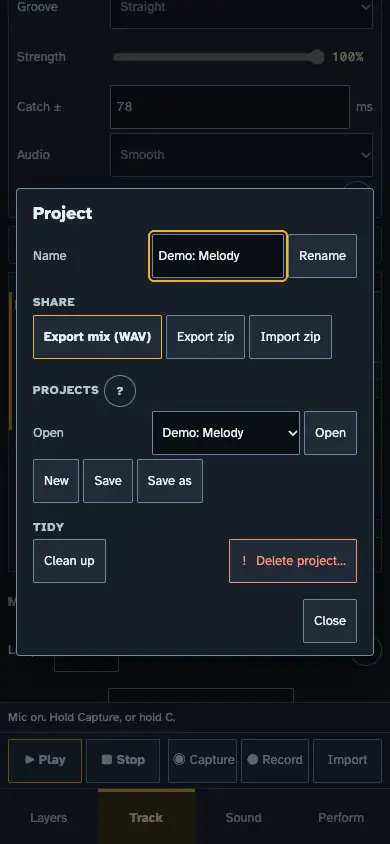 Groove Straight
Strength 100%
Catch ± 78 ms
Audio Smooth
Project
Name Demo: Melody Rename
SHARE
Export mix (WAV) Export zip Import zip
PROJECTS ?
Open Demo: Melody Open
New Save Save as
TIDY
Clean up ! Delete project...
Close
Mic on. Hold Capture, or hold C.
Play Stop Capture Record Import
Layers Track Sound Perform